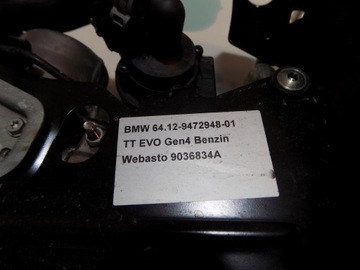 BMW 64.12-9472948-01
TT EVO Gen4 Benzin
Webasto 9036834A